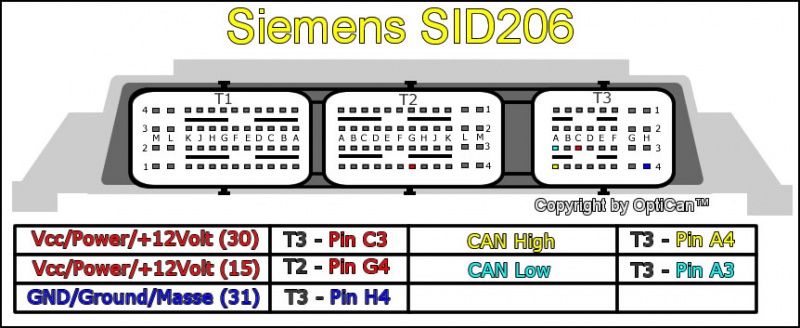 Siemens SID206
T1 T2 T3
4 1 1
3 2 2
M L K J H G F E D C B A A B C D E F G H J K L M A B C D E F G H
2 3 3
1 4 4
Copyright by OptiCan™
Vcc/Power/+12Volt (30) T3 - Pin C3 CAN High T3 - Pin A4
Vcc/Power/+12Volt (15) T2 - Pin G4 CAN Low T3 - Pin A3
GND/Ground/Masse (31) T3 - Pin H4